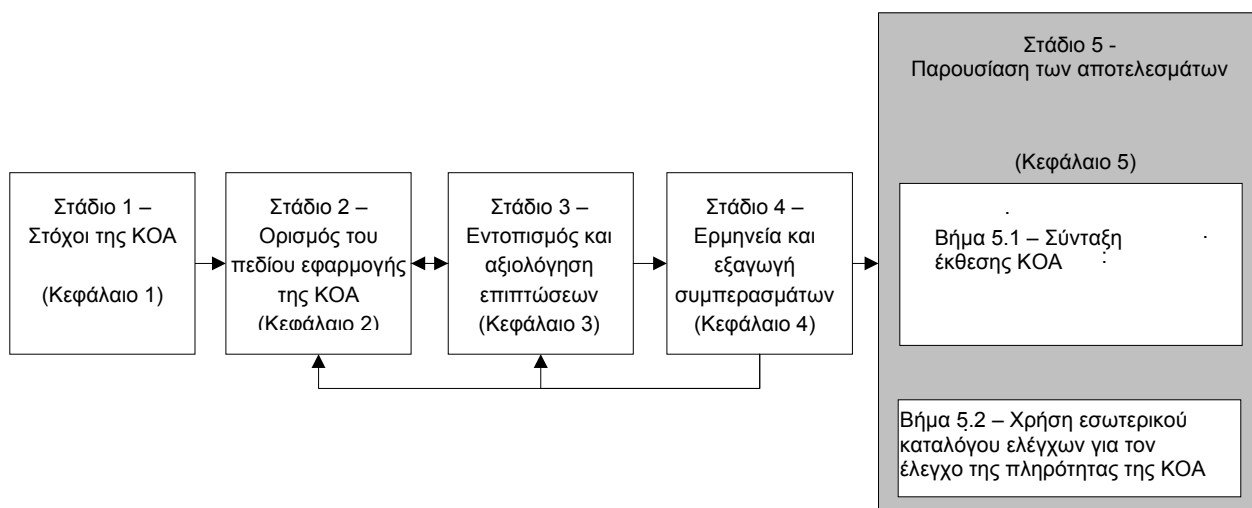 Στάδιο 1 –
Στόχοι της ΚΟΑ
(Κεφάλαιο 1)
Στάδιο 2 –
Ορισμός του
πεδίου εφαρμογής
της ΚΟΑ
(Κεφάλαιο 2)
Στάδιο 3 –
Εντοπισμός και
αξιολόγηση
επιπτώσεων
(Κεφάλαιο 3)
Στάδιο 4 –
Ερμηνεία και
εξαγωγή
συμπερασμάτων
(Κεφάλαιο 4)
Στάδιο 5 -
Παρουσίαση των αποτελεσμάτων
(Κεφάλαιο 5)
Βήμα 5.1 – Σύνταξη
έκθεσης ΚΟΑ
Βήμα 5.2 – Χρήση εσωτερικού
καταλόγου ελέγχων για τον
έλεγχο της πληρότητας της ΚΟΑ